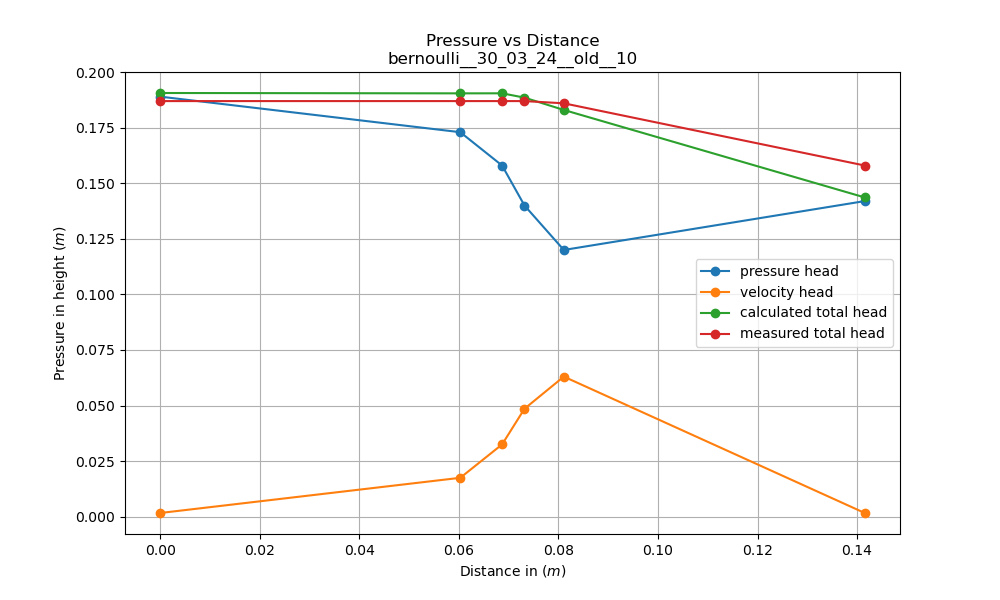 Pressure vs Distance
bernoulli__30_03_24__old__10
0.200
0.175
0.150
0.125
0.100
0.075
0.050
0.025
0.000
Pressure in height (m)
pressure head
velocity head
calculated total head
measured total head
0.00 0.02 0.04 0.06 0.08 0.10 0.12 0.14
Distance in (m)